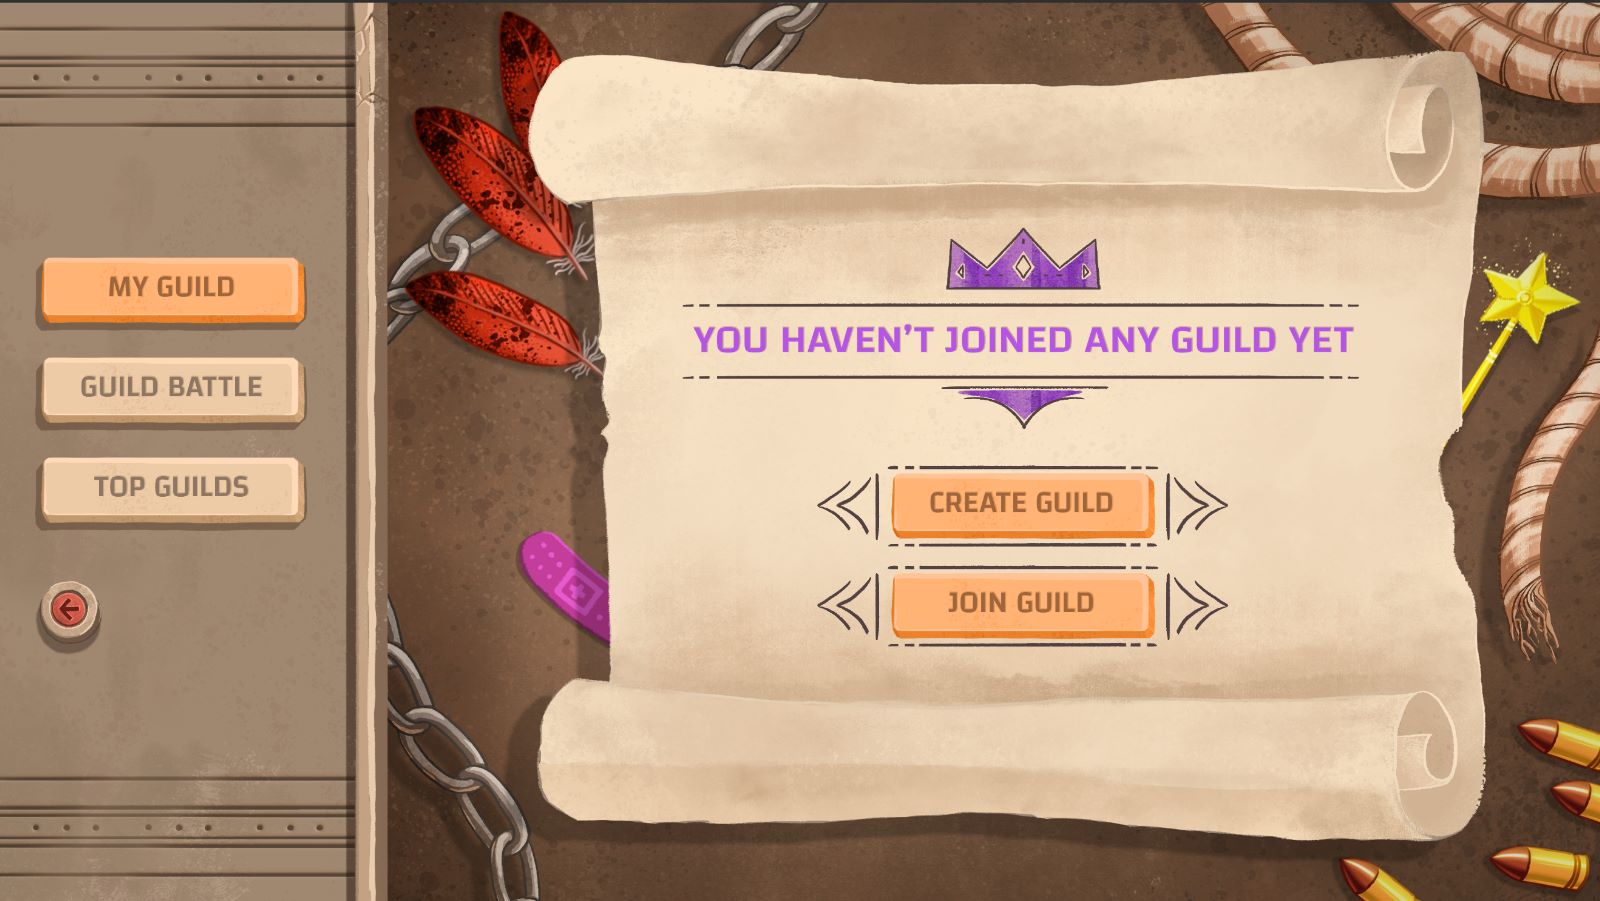 MY GUILD
GUILD BATTLE
TOP GUILDS
YOU HAVEN'T JOINED ANY GUILD YET
CREATE GUILD
JOIN GUILD